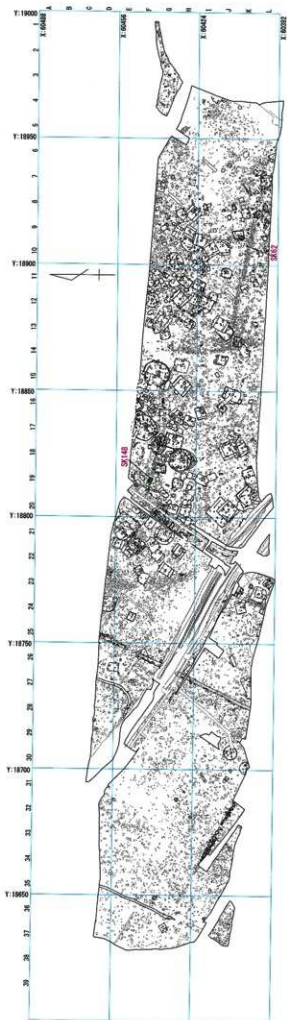 X:60488
A
B
C
D
X:60456
E
F
G
H
X:60424
I
J
K
L
X:60392
Y:19000
1
2
3
4
Y:18950
5
6
7
8
9
10
Y:18900
11
12
13
14
15
Y:18850
16
17
18
19
20
Y:18800
21
22
23
24
25
Y:18750
26
27
28
29
30
Y:18700
31
32
33
34
35
Y:18650
36
37
38
39
SK62
SK148